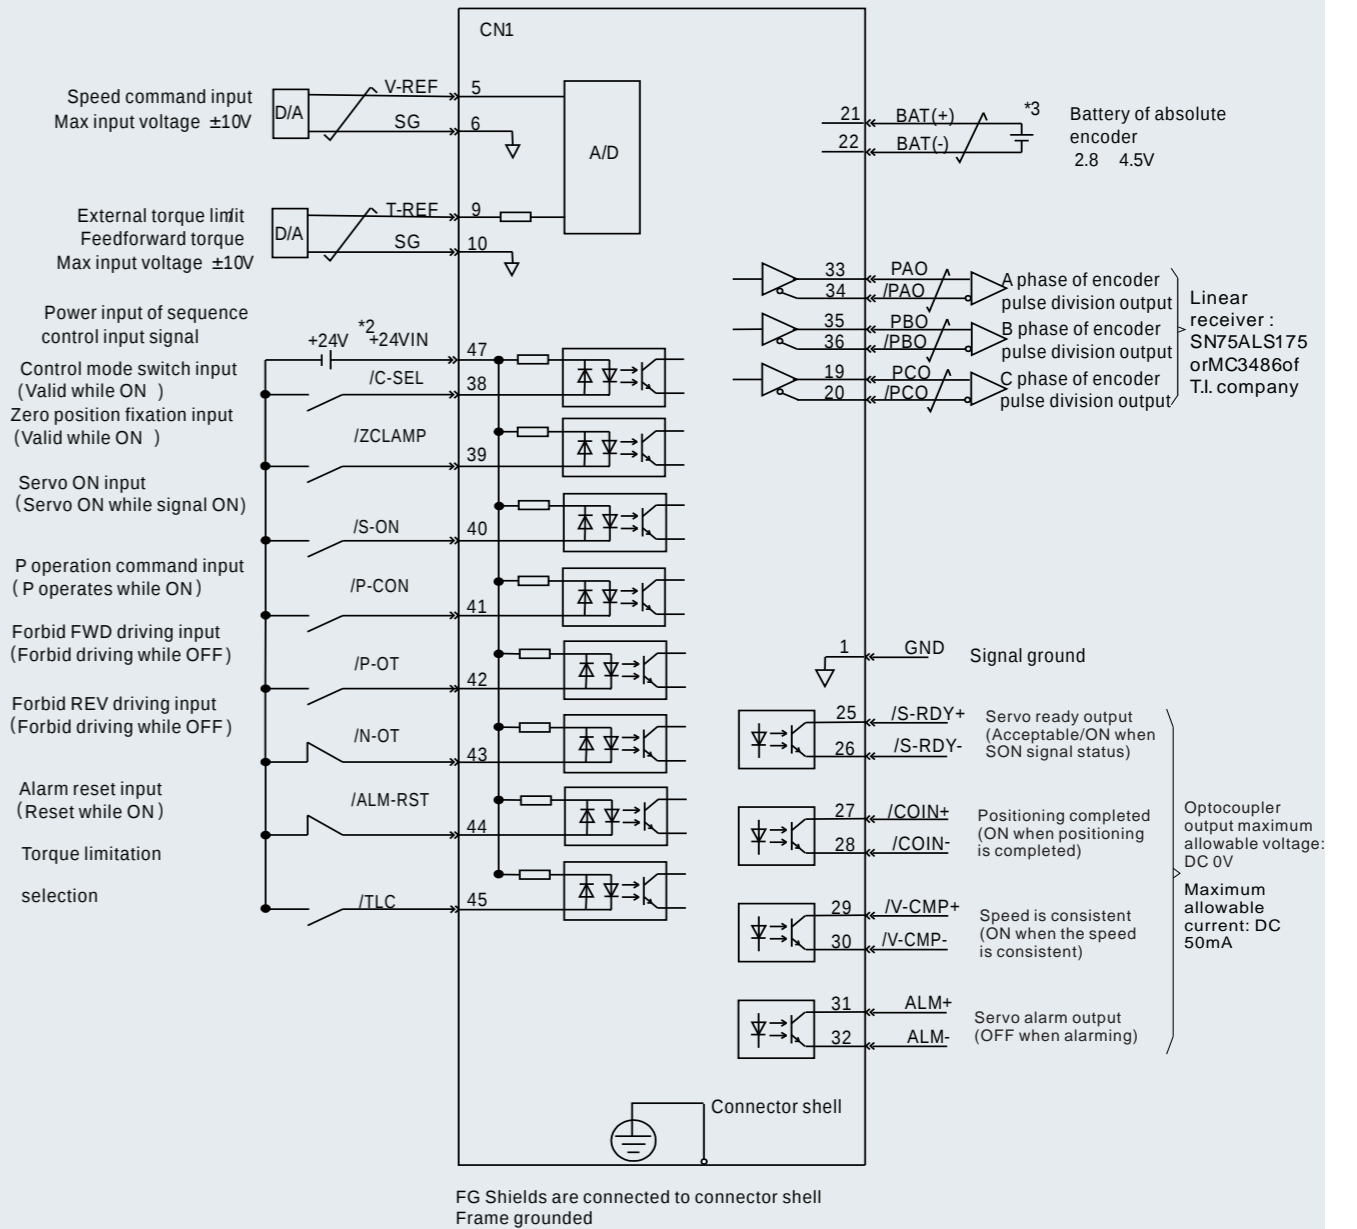 CN1
Speed command input
Max input voltage ±10V
D/A
V-REF
5
SG
6
A/D
External torque limit
Feedforward torque
Max input voltage ±10V
D/A
T-REF
9
SG
10
Power input of sequence
control input signal
+24V
*2
+24VIN
47
Control mode switch input
(Valid while ON )
/C-SEL
38
Zero position fixation input
(Valid while ON )
/ZCLAMP
39
Servo ON input
(Servo ON while signal ON)
/S-ON
40
P operation command input
( P operates while ON)
/P-CON
41
Forbid FWD driving input
(Forbid driving while OFF)
/P-OT
42
Forbid REV driving input
(Forbid driving while OFF)
/N-OT
43
Alarm reset input
(Reset while ON)
/ALM-RST
44
Torque limitation
selection
/TLC
45
21
BAT(+)
22
BAT(-)
*3
Battery of absolute
encoder
2.8 4.5V
33
PAO
34
/PAO
A phase of encoder
pulse division output
35
PBO
36
/PBO
B phase of encoder
pulse division output
19
PCO
20
/PCO
C phase of encoder
pulse division output
Linear
receiver :
SN75ALS175
orMC3486of
T.I. company
1
GND
Signal ground
25
/S-RDY+
26
/S-RDY-
Servo ready output
(Acceptable/ON when
SON signal status)
27
/COIN+
28
/COIN-
Positioning completed
(ON when positioning
is completed)
29
/V-CMP+
30
/V-CMP-
Speed is consistent
(ON when the speed
is consistent)
31
ALM+
32
ALM-
Servo alarm output
(OFF when alarming)
Optocoupler
output maximum
allowable voltage:
DC 0V
Maximum
allowable
current: DC
50mA
Connector shell
FG Shields are connected to connector shell
Frame grounded